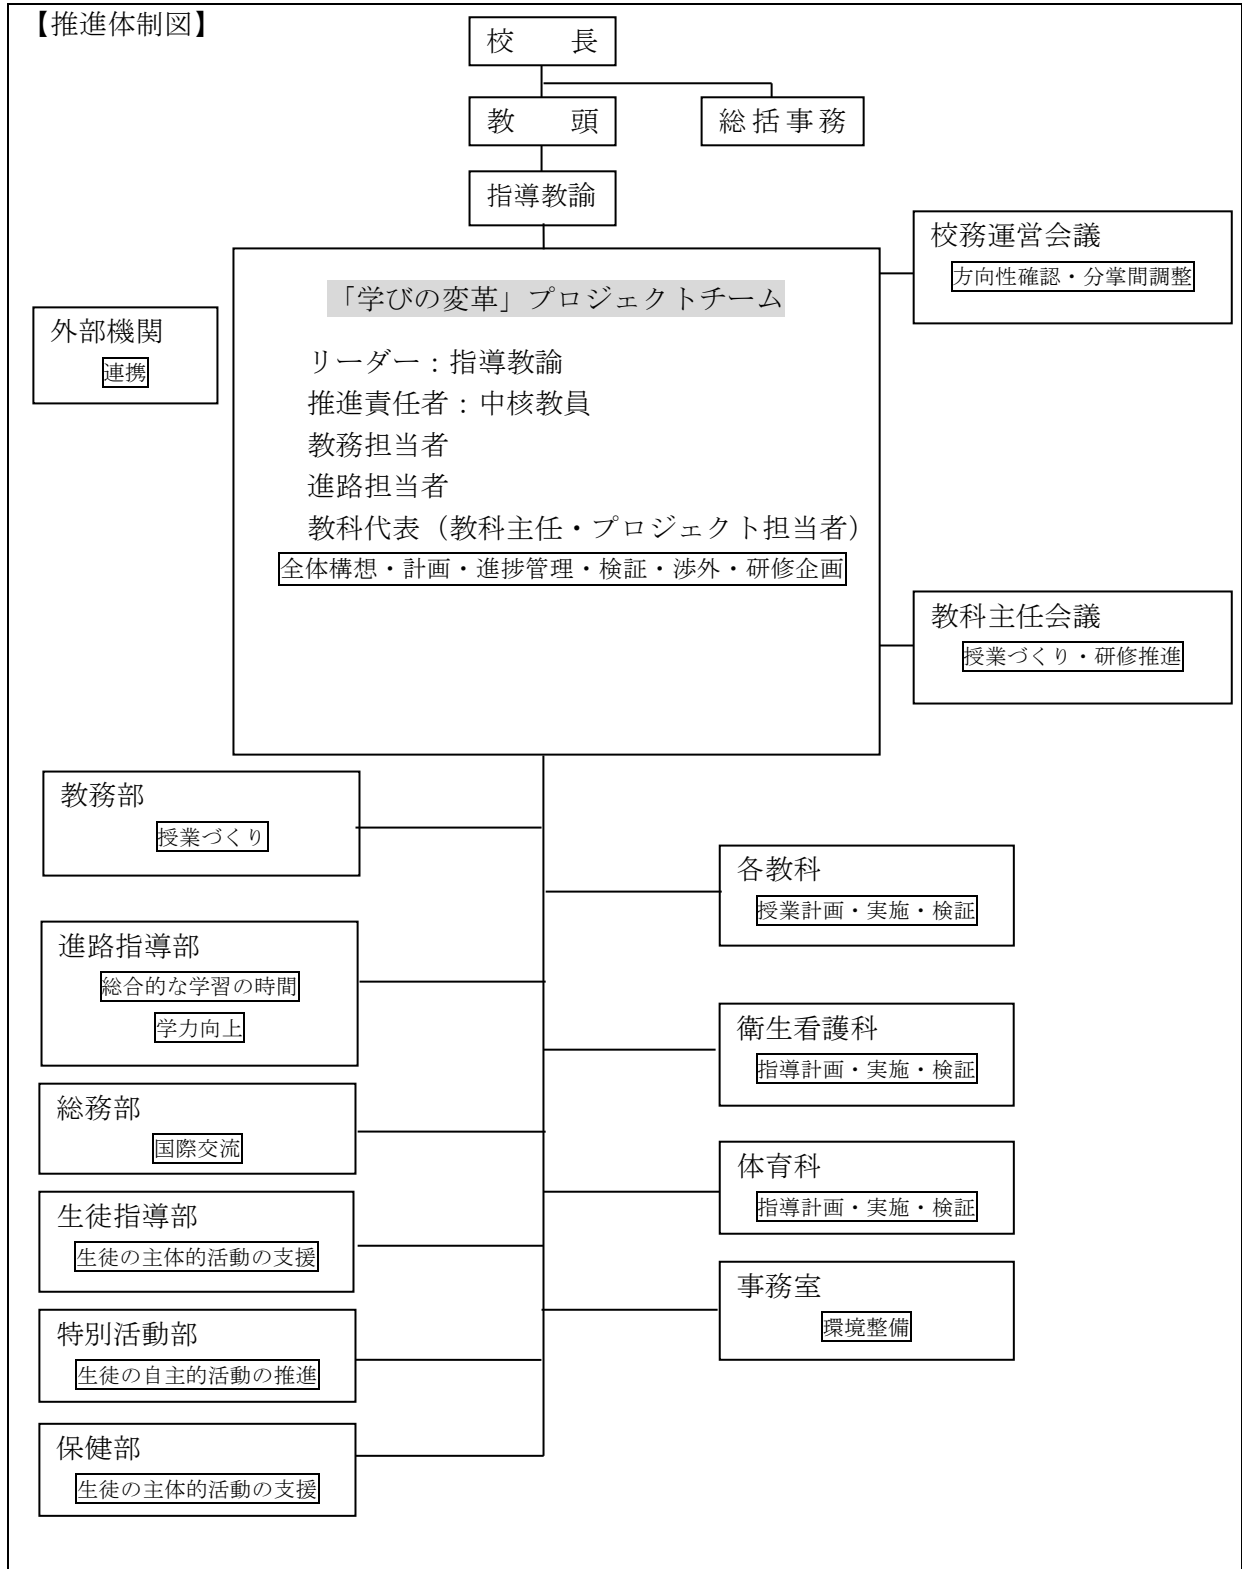 【推進体制図】
校　　長
教　　頭
総括事務
指導教諭
校務運営会議
方向性確認・分掌間調整
「学びの変革」プロジェクトチーム
リーダー：指導教諭
推進責任者：中核教員
教務担当者
進路担当者
教科代表（教科主任・プロジェクト担当者）
全体構想・計画・進捗管理・検証・渉外・研修企画
外部機関
連携
教科主任会議
授業づくり・研修推進
教務部
授業づくり
進路指導部
総合的な学習の時間
学力向上
総務部
国際交流
生徒指導部
生徒の主体的活動の支援
特別活動部
生徒の自主的活動の推進
保健部
生徒の主体的活動の支援
各教科
授業計画・実施・検証
衛生看護科
指導計画・実施・検証
体育科
指導計画・実施・検証
事務室
環境整備